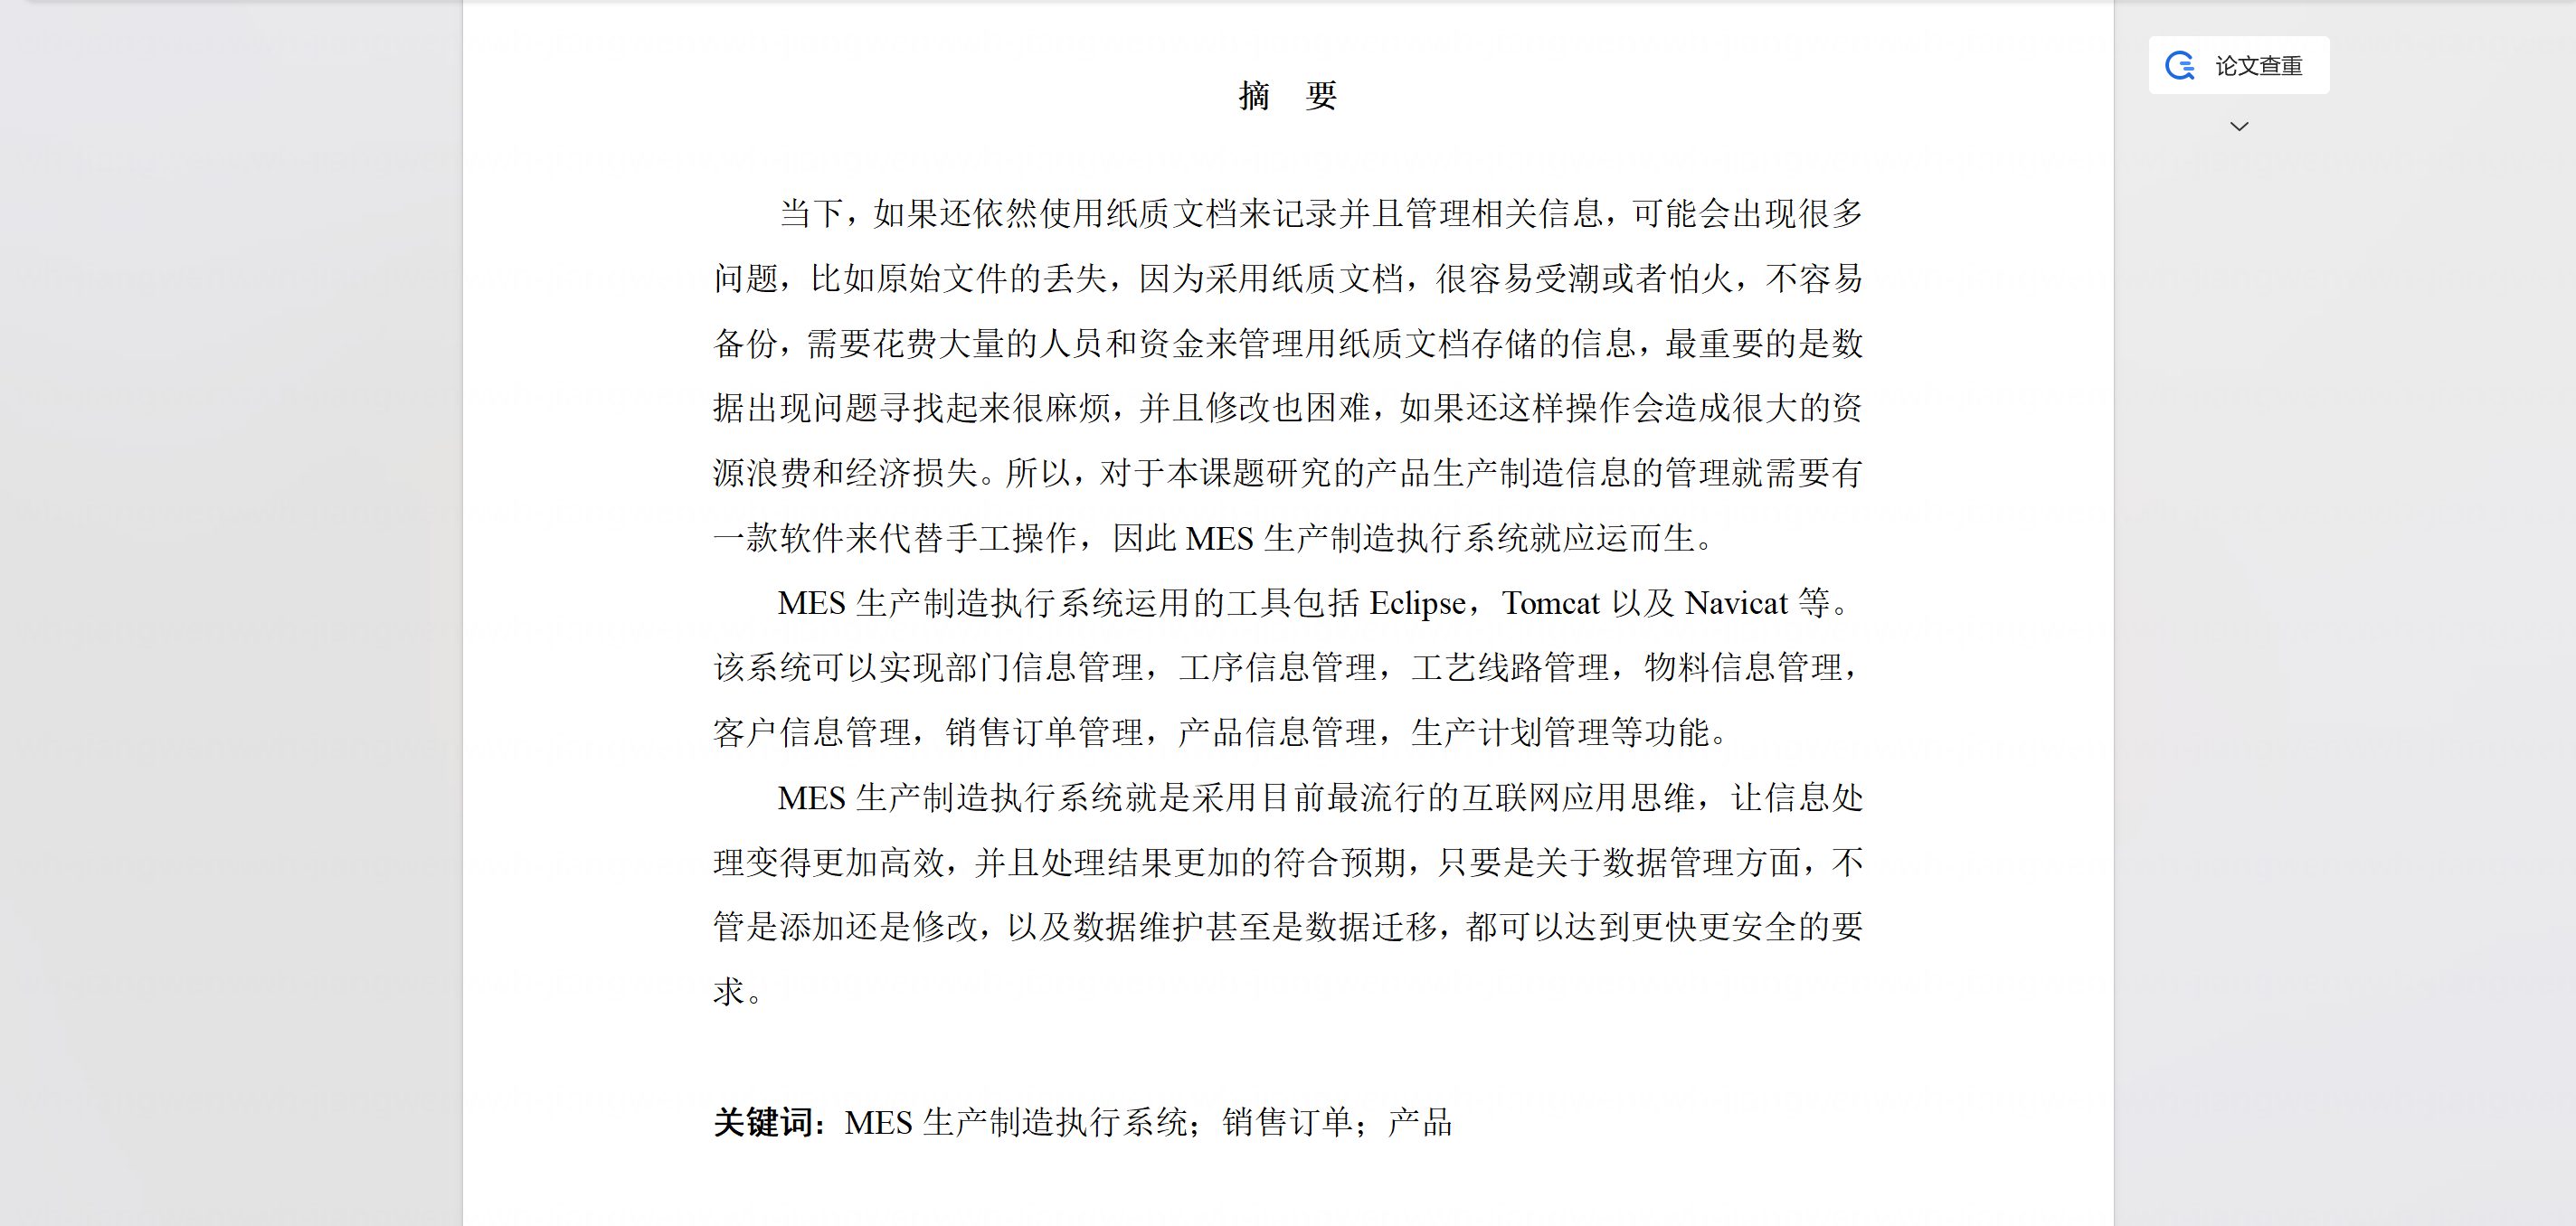 论文查重
摘 要
当下，如果还依然使用纸质文档来记录并且管理相关信息，可能会出现很多
问题，比如原始文件的丢失，因为采用纸质文档，很容易受潮或者怕火，不容易
备份，需要花费大量的人员和资金来管理用纸质文档存储的信息，最重要的是数
据出现问题寻找起来很麻烦，并且修改也困难，如果还这样操作会造成很大的资
源浪费和经济损失。所以，对于本课题研究的产品生产制造信息的管理就需要有
一款软件来代替手工操作，因此 MES 生产制造执行系统就应运而生。
MES 生产制造执行系统运用的工具包括 Eclipse，Tomcat 以及 Navicat 等。
该系统可以实现部门信息管理，工序信息管理，工艺线路管理，物料信息管理，
客户信息管理，销售订单管理，产品信息管理，生产计划管理等功能。
MES 生产制造执行系统就是采用目前最流行的互联网应用思维，让信息处
理变得更加高效，并且处理结果更加的符合预期，只要是关于数据管理方面，不
管是添加还是修改，以及数据维护甚至是数据迁移，都可以达到更快更安全的要
求。
关键词：MES 生产制造执行系统；销售订单；产品